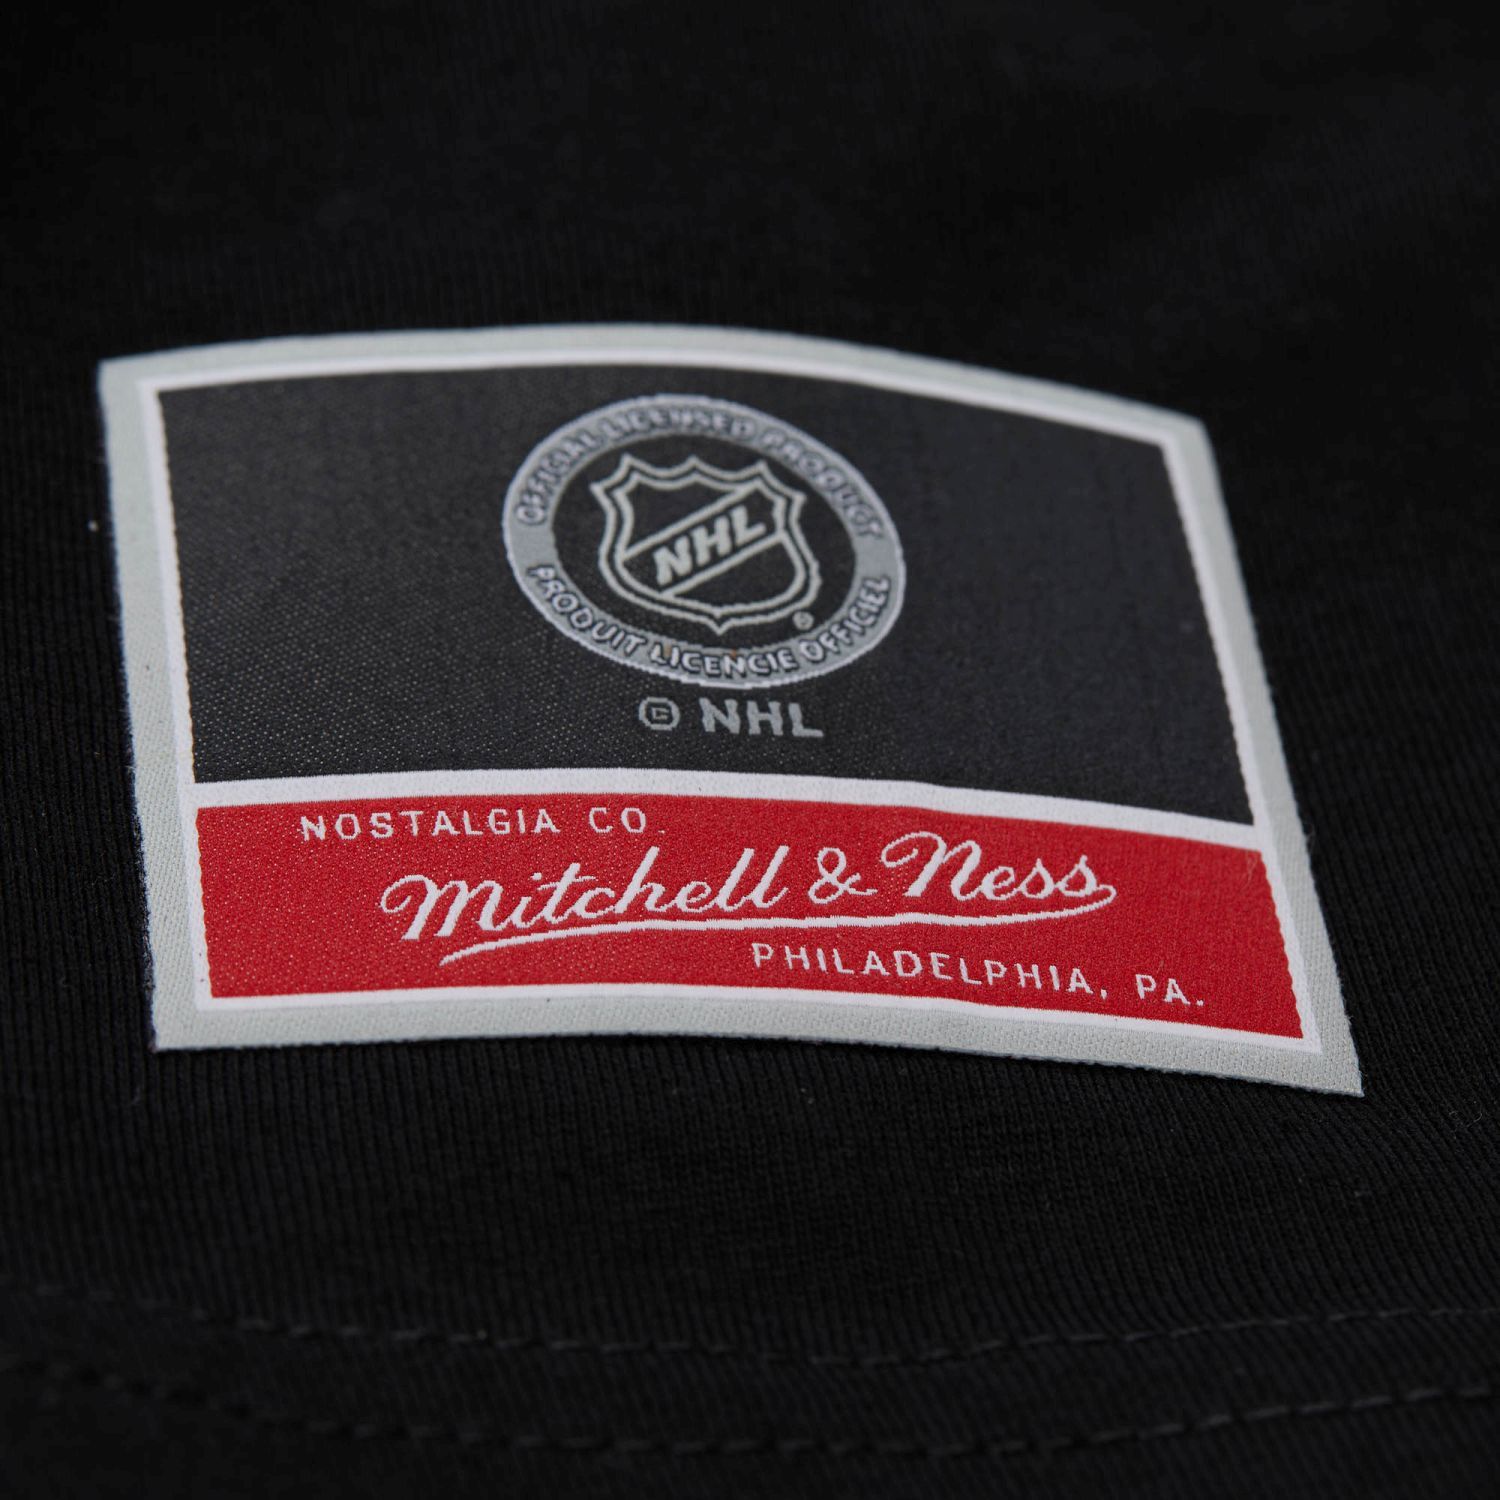 OFFICIAL LICENSED PRODUCT
NHL
®
PRODUIT LICENCIE OFFICIEL
© NHL
NOSTALGIA CO.
Mitchell & Ness
PHILADELPHIA, PA.